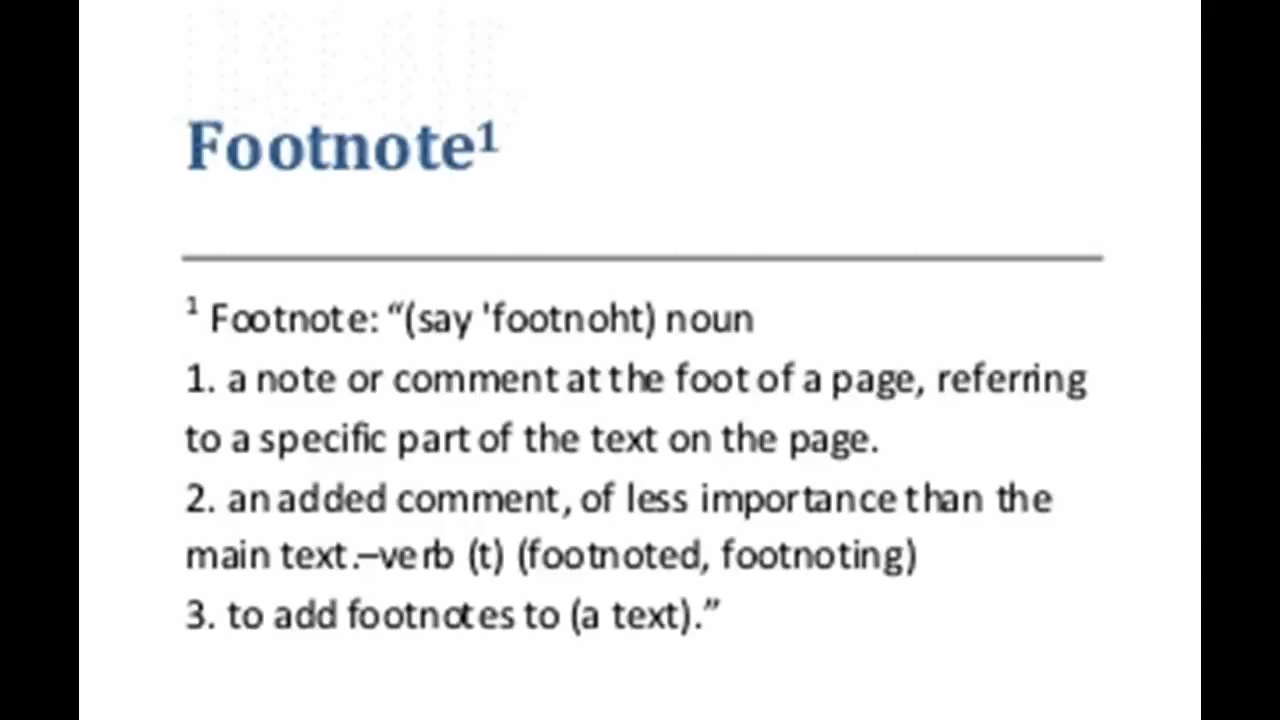 Footnote¹
¹ Footnote: “(say 'footnoht) noun
1. a note or comment at the foot of a page, referring
to a specific part of the text on the page.
2. an added comment, of less importance than the
main text.–verb (t) (footnoted, footnoting)
3. to add footnotes to (a text).”